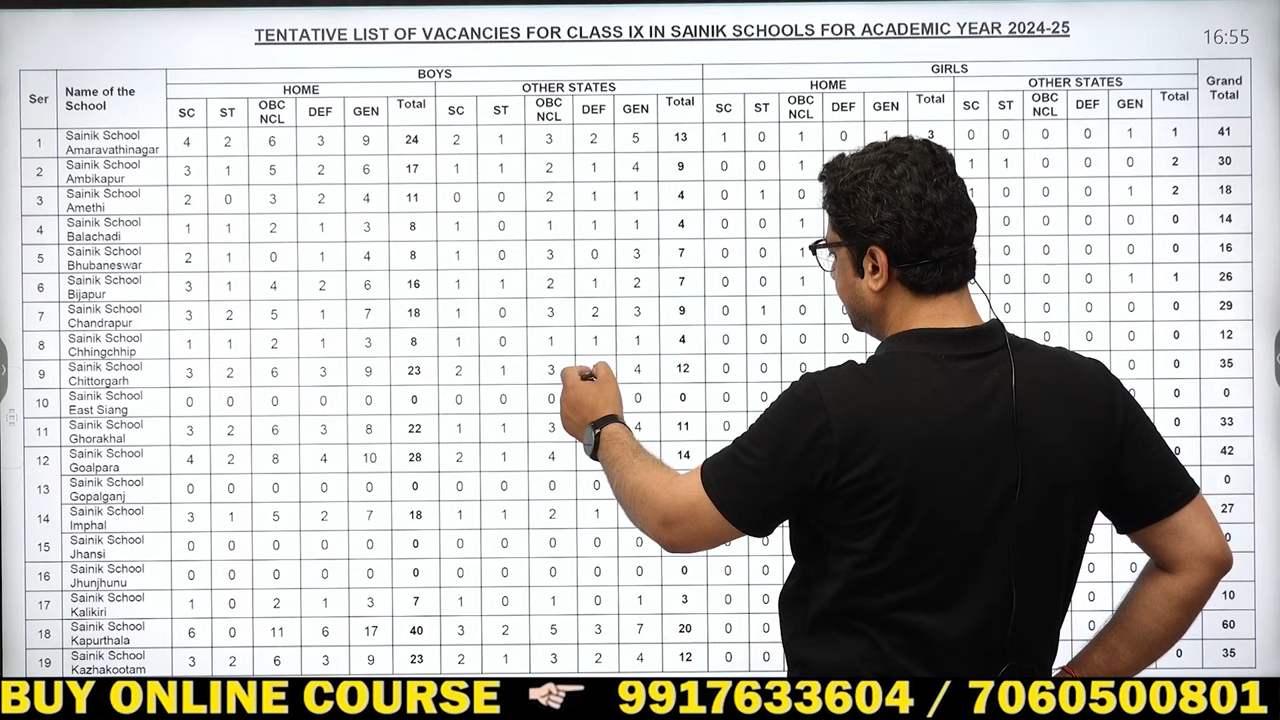 TENTATIVE LIST OF VACANCIES FOR CLASS IX IN SAINIK SCHOOLS FOR ACADEMIC YEAR 2024-25
16:55
Ser Name of the School BOYS GIRLS Grand Total
HOME OTHER STATES HOME OTHER STATES
SC ST OBC NCL DEF GEN Total SC ST OBC NCL DEF GEN Total SC ST OBC NCL DEF GEN Total SC ST OBC NCL DEF GEN Total
1 Sainik School Amaravathinagar 4 2 6 3 9 24 2 1 3 2 5 13 1 0 1 0 1 3 0 0 0 0 1 1 41
2 Sainik School Ambikapur 3 1 5 2 6 17 1 1 2 1 4 9 0 0 1 1 1 0 0 0 2 30
3 Sainik School Amethi 2 0 3 2 4 11 0 0 2 1 1 4 0 1 0 1 0 0 0 1 2 18
4 Sainik School Balachadi 1 1 2 1 3 8 1 0 1 1 1 4 0 0 1 0 0 0 0 0 14
5 Sainik School Bhubaneswar 2 1 0 1 4 8 1 0 3 0 3 7 0 0 1 0 0 0 0 0 16
6 Sainik School Bijapur 3 1 4 2 6 16 1 1 2 1 2 7 0 0 1 0 0 0 1 1 26
7 Sainik School Chandrapur 3 2 5 1 7 18 1 0 3 2 3 9 0 1 0 0 0 0 0 0 0 29
8 Sainik School Chhingchhip 1 1 2 1 3 8 1 0 1 1 1 4 0 0 0 0 0 0 0 0 0 12
9 Sainik School Chittorgarh 3 2 6 3 9 23 2 1 3 4 12 0 0 0 0 0 35
10 Sainik School East Siang 0 0 0 0 0 0 0 0 0 0 0 0 0 0 0 0
11 Sainik School Ghorakhal 3 2 6 3 8 22 1 1 3 4 11 0 0 33
12 Sainik School Goalpara 4 2 8 4 10 28 2 1 4 14 0 42
13 Sainik School Gopalganj 0 0 0 0 0 0 0 0 0 0 0
14 Sainik School Imphal 3 1 5 2 7 18 1 1 2 1 27
15 Sainik School Jhansi 0 0 0 0 0 0 0 0 0 0 0 0 0 0 0 0 0
16 Sainik School Jhunjhunu 0 0 0 0 0 0 0 0 0 0 0 0 0 0 0 0 0
17 Sainik School Kalikiri 1 0 2 1 3 7 1 0 1 0 1 3 0 0 0 0 10
18 Sainik School Kapurthala 6 0 11 6 17 40 3 2 5 3 7 20 0 0 0 0 60
19 Sainik School Kazhakootam 3 2 6 3 9 23 2 1 3 2 4 12 0 0 0 0 35
BUY ONLINE COURSE 9917633604 / 7060500801